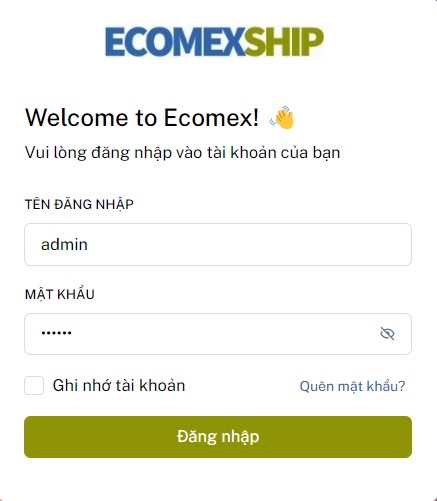 ECOMEXSHIP
Welcome to Ecomex! 👋
Vui lòng đăng nhập vào tài khoản của bạn
TÊN ĐĂNG NHẬP
admin
MẬT KHẨU
••••••
Ghi nhớ tài khoản
Quên mật khẩu?
Đăng nhập